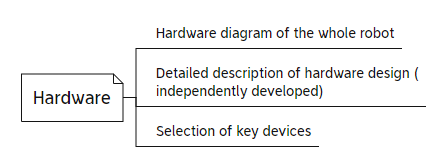 Hardware diagram of the whole robot
Detailed description of hardware design (
independently developed)
Hardware
Selection of key devices